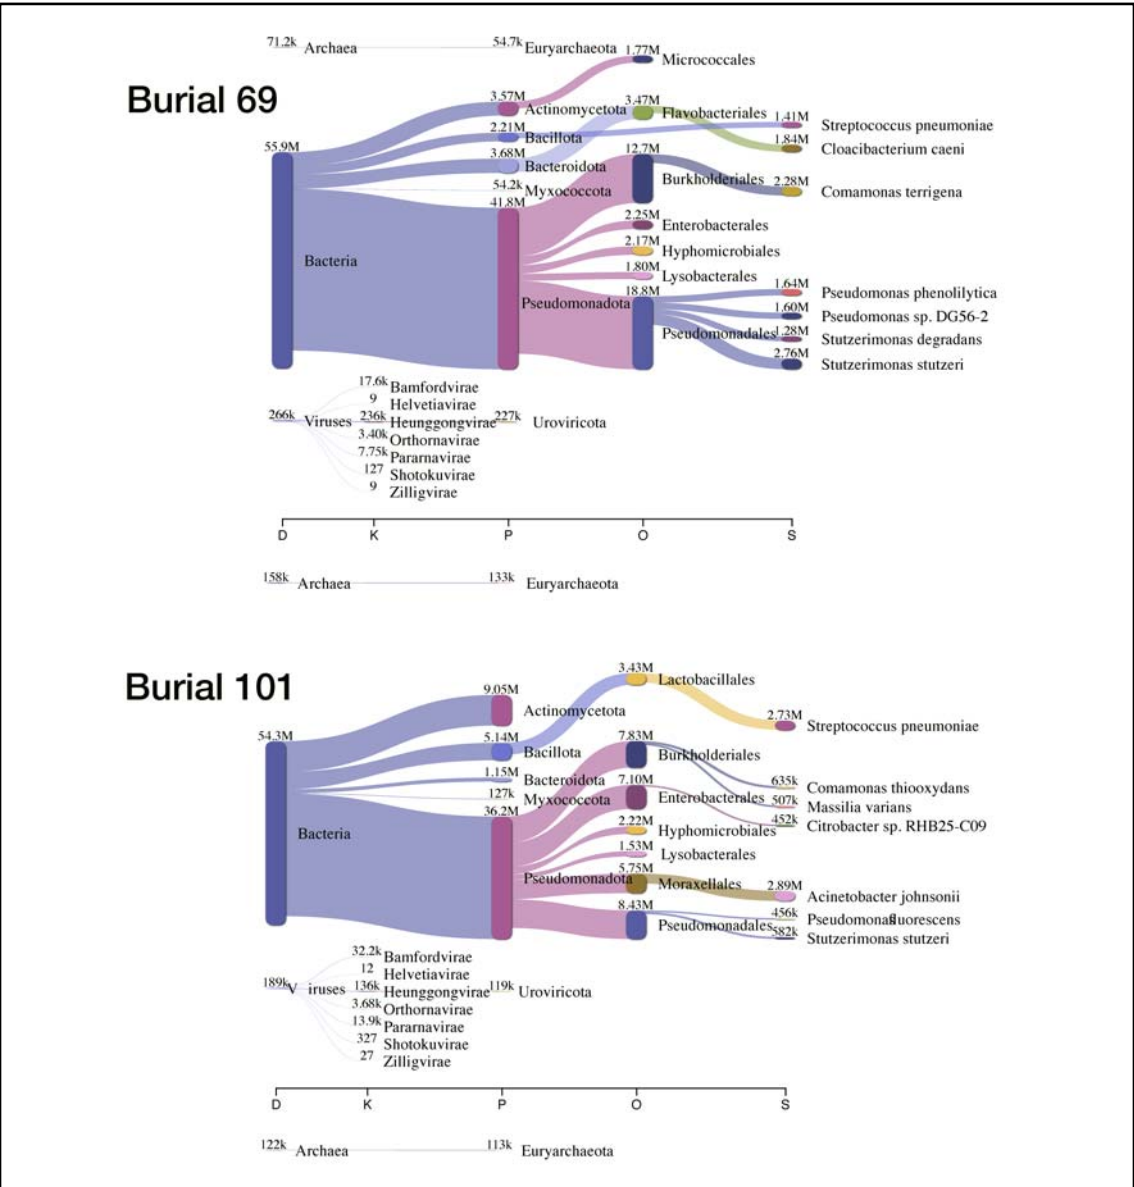 71.2k Archaea 54.7k Euryarchaeota 1.77M Micrococcales
Burial 69
3.57M Actinomycetota 3.47M Flavobacteriales
2.21M Bacillota 1.41M Streptococcus pneumoniae
55.9M 3.68M Bacteroidota 12.7M Burkholderiales 1.84M Cloacibacterium caeni
54.2k Myxococcota 2.28M Comamonas terrigena
41.8M 2.25M Enterobacterales
Bacteria 2.17M Hyphomicrobiales
1.80M Lysobacterales
Pseudomonadota 18.8M 1.64M Pseudomonas phenolilytica
1.60M Pseudomonas sp. DG56-2
Pseudomonadales 1.28M Stutzerimonas degradans
2.76M Stutzerimonas stutzeri
17.6k Bamfordvirae
9 Helvetiavirae
266k Viruses 236k Heunggongvirae 227k Uroviricota
3.40k Orthornavirae
7.75k Pararnavirae
127 Shotokuvirae
9 Zilligvirae
D K P O S
158k Archaea 133k Euryarchaeota
Burial 101
3.43M Lactobacillales
9.05M Actinomycetota 2.73M Streptococcus pneumoniae
54.3M 5.14M Bacillota 7.83M Burkholderiales
1.15M Bacteroidota 7.10M 635k Comamonas thiooxydans
127k Myxococcota Enterobacterales 507k Massilia varians
36.2M 2.22M Hyphomicrobiales 452k Citrobacter sp. RHB25-C09
Bacteria 1.53M Lysobacterales
Pseudomonadota 5.75M Moraxellales 2.89M Acinetobacter johnsonii
8.43M 456k Pseudomonas fluorescens
Pseudomonadales 582k Stutzerimonas stutzeri
32.2k Bamfordvirae
12 Helvetiavirae
189k V iruses 136k Heunggongvirae 119k Uroviricota
3.68k Orthornavirae
13.9k Pararnavirae
327 Shotokuvirae
27 Zilligvirae
D K P O S
122k Archaea 113k Euryarchaeota